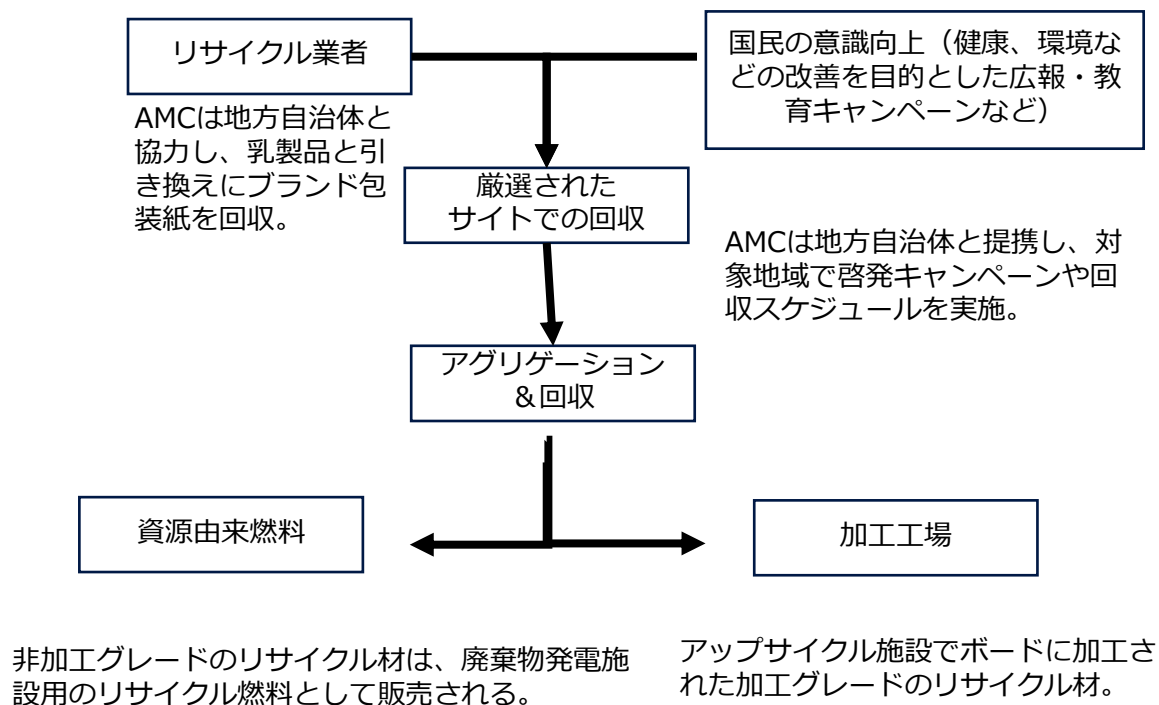 リサイクル業者
国民の意識向上（健康、環境な
どの改善を目的とした広報・教
育キャンペーンなど）
AMCは地方自治体と
協力し、乳製品と引
き換えにブランド包
装紙を回収。
厳選された
サイトでの回収
AMCは地方自治体と提携し、対
象地域で啓発キャンペーンや回
収スケジュールを実施。
アグリゲーション
＆回収
資源由来燃料
加工工場
非加工グレードのリサイクル材は、廃棄物発電施
設用のリサイクル燃料として販売される。
アップサイクル施設でボードに加工さ
れた加工グレードのリサイクル材。